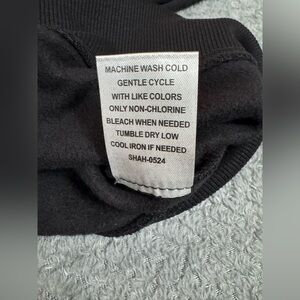 MACHINE WASH COLD
GENTLE CYCLE
WITH LIKE COLORS
ONLY NON-CHLORINE
BLEACH WHEN NEEDED
TUMBLE DRY LOW
COOL IRON IF NEEDED
SHAH-0524